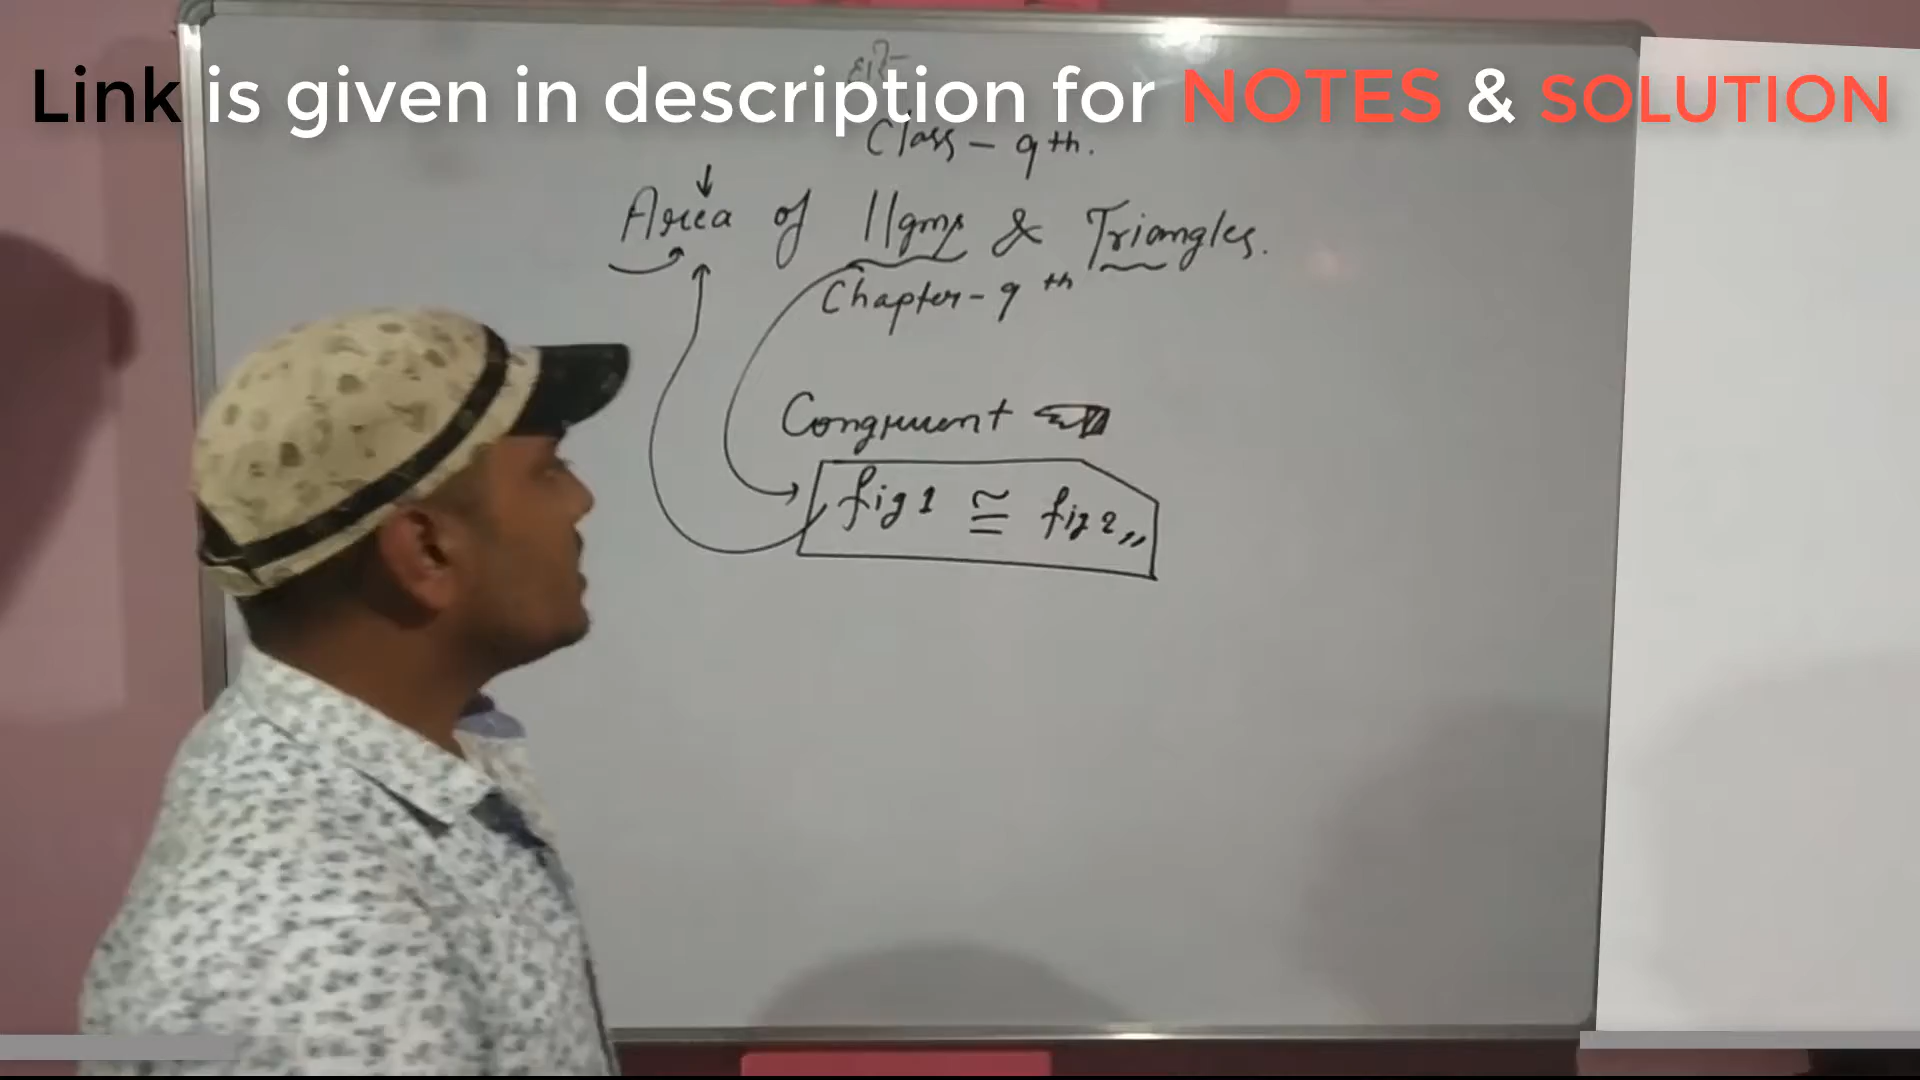 Link is given in description for NOTES & SOLUTION
Class - 9th.
Area of ||gms & Triangles.
Chapter - 9th
Congruent
fig 1 ≅ fig 2,,